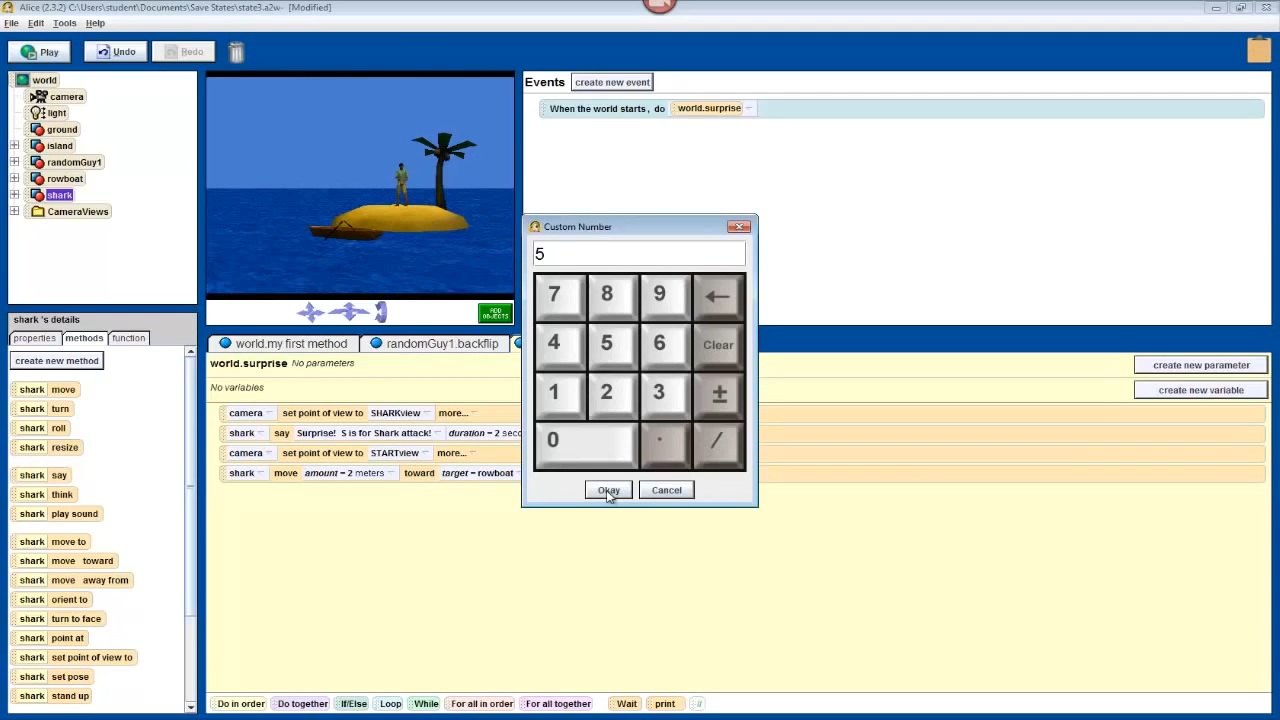 Alice (2.3.2) C:\Users\student\Documents\Save States\state3.a2w- [Modified]
File Edit Tools Help
Play Undo Redo
world
camera
light
ground
island
randomGuy1
rowboat
shark
CameraViews
ADD OBJECTS
Events create new event
When the world starts, do world.surprise
Custom Number
5
7 8 9
4 5 6 Clear
1 2 3 ±
0 . /
Okay Cancel
shark 's details
properties methods function
create new method
shark move
shark turn
shark roll
shark resize
shark say
shark think
shark play sound
shark move to
shark move toward
shark move away from
shark orient to
shark turn to face
shark point at
shark set point of view to
shark set pose
shark stand up
world.my first method randomGuy1.backflip
world.surprise No parameters create new parameter
No variables create new variable
camera set point of view to SHARKview more...
shark say Surprise! S is for Shark attack! duration = 2 seco
camera set point of view to STARTview more...
shark move amount = 2 meters toward target = rowboat
Do in order Do together If/Else Loop While For all in order For all together Wait print //